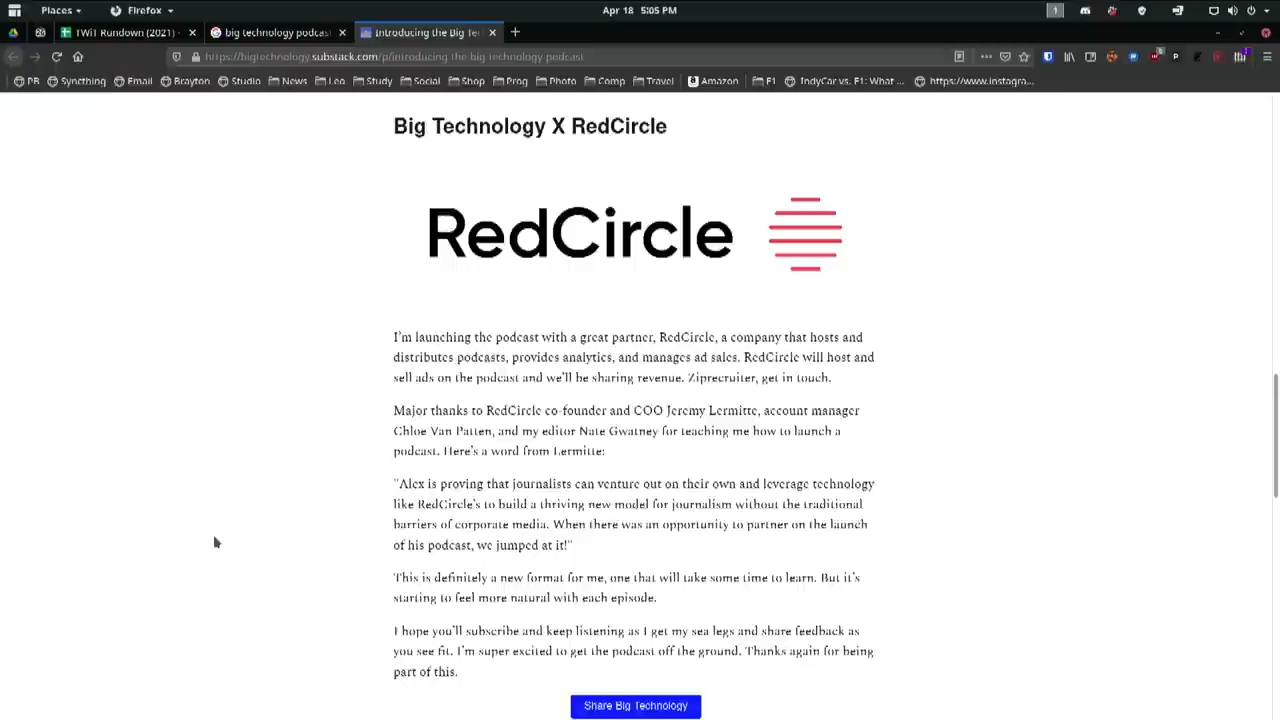 Places
Firefox
Apr 18 5:05 PM
1
TWiT Rundown (2021) -
big technology podcas
Introducing the Big Tec
https://bigtechnology.substack.com/p/introducing-the-big-technology-podcast
PB
Syncthing
Email
Brayton
Studio
News
Leo
Study
Social
Shop
Prog
Photo
Comp
Travel
Amazon
F1
IndyCar vs. F1: What ...
https://www.instagra...
Big Technology X RedCircle
RedCircle
I'm launching the podcast with a great partner, RedCircle, a company that hosts and
distributes podcasts, provides analytics, and manages ad sales. RedCircle will host and
sell ads on the podcast and we'll be sharing revenue. Ziprecruiter, get in touch.
Major thanks to RedCircle co-founder and COO Jeremy Lermitte, account manager
Chloe Van Patten, and my editor Nate Gwatney for teaching me how to launch a
podcast. Here's a word from Lermitte:
"Alex is proving that journalists can venture out on their own and leverage technology
like RedCircle's to build a thriving new model for journalism without the traditional
barriers of corporate media. When there was an opportunity to partner on the launch
of his podcast, we jumped at it!"
This is definitely a new format for me, one that will take some time to learn. But it's
starting to feel more natural with each episode.
I hope you'll subscribe and keep listening as I get my sea legs and share feedback as
you see fit. I'm super excited to get the podcast off the ground. Thanks again for being
part of this.
Share Big Technology